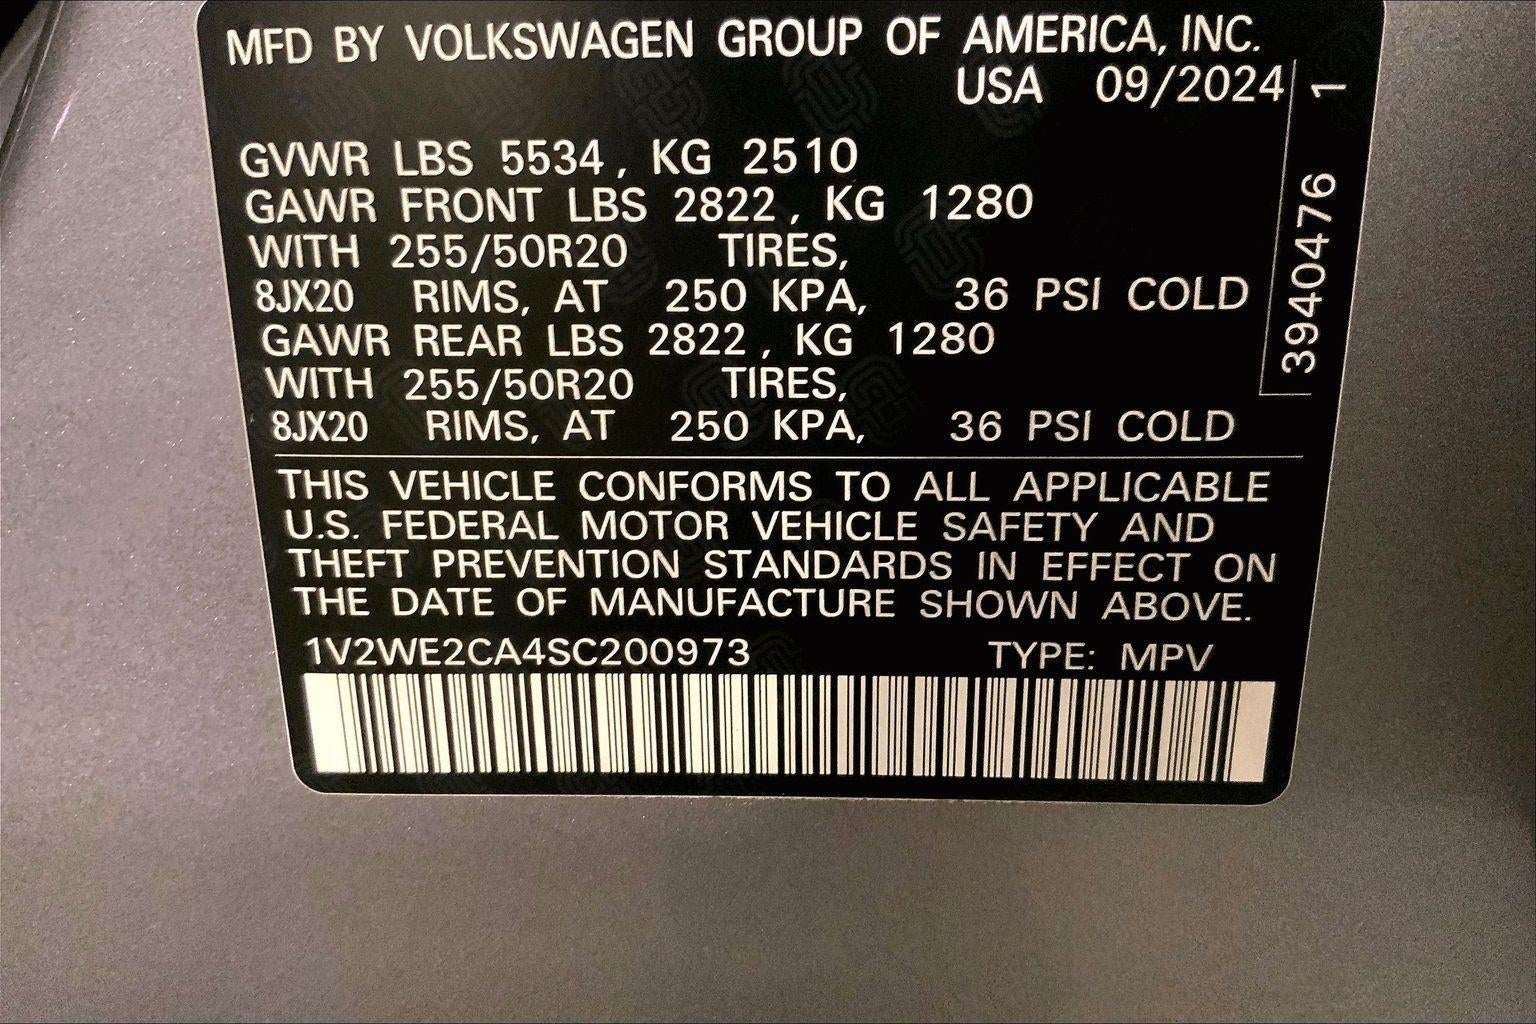 MFD BY VOLKSWAGEN GROUP OF AMERICA, INC.
USA 09/2024
GVWR LBS 5534, KG 2510
GAWR FRONT LBS 2822, KG 1280
WITH 255/50R20 TIRES,
8JX20 RIMS, AT 250 KPA, 36 PSI COLD
GAWR REAR LBS 2822, KG 1280
WITH 255/50R20 TIRES,
8JX20 RIMS, AT 250 KPA, 36 PSI COLD
THIS VEHICLE CONFORMS TO ALL APPLICABLE
U.S. FEDERAL MOTOR VEHICLE SAFETY AND
THEFT PREVENTION STANDARDS IN EFFECT ON
THE DATE OF MANUFACTURE SHOWN ABOVE.
1V2WE2CA4SC200973 TYPE: MPV
3940476 1